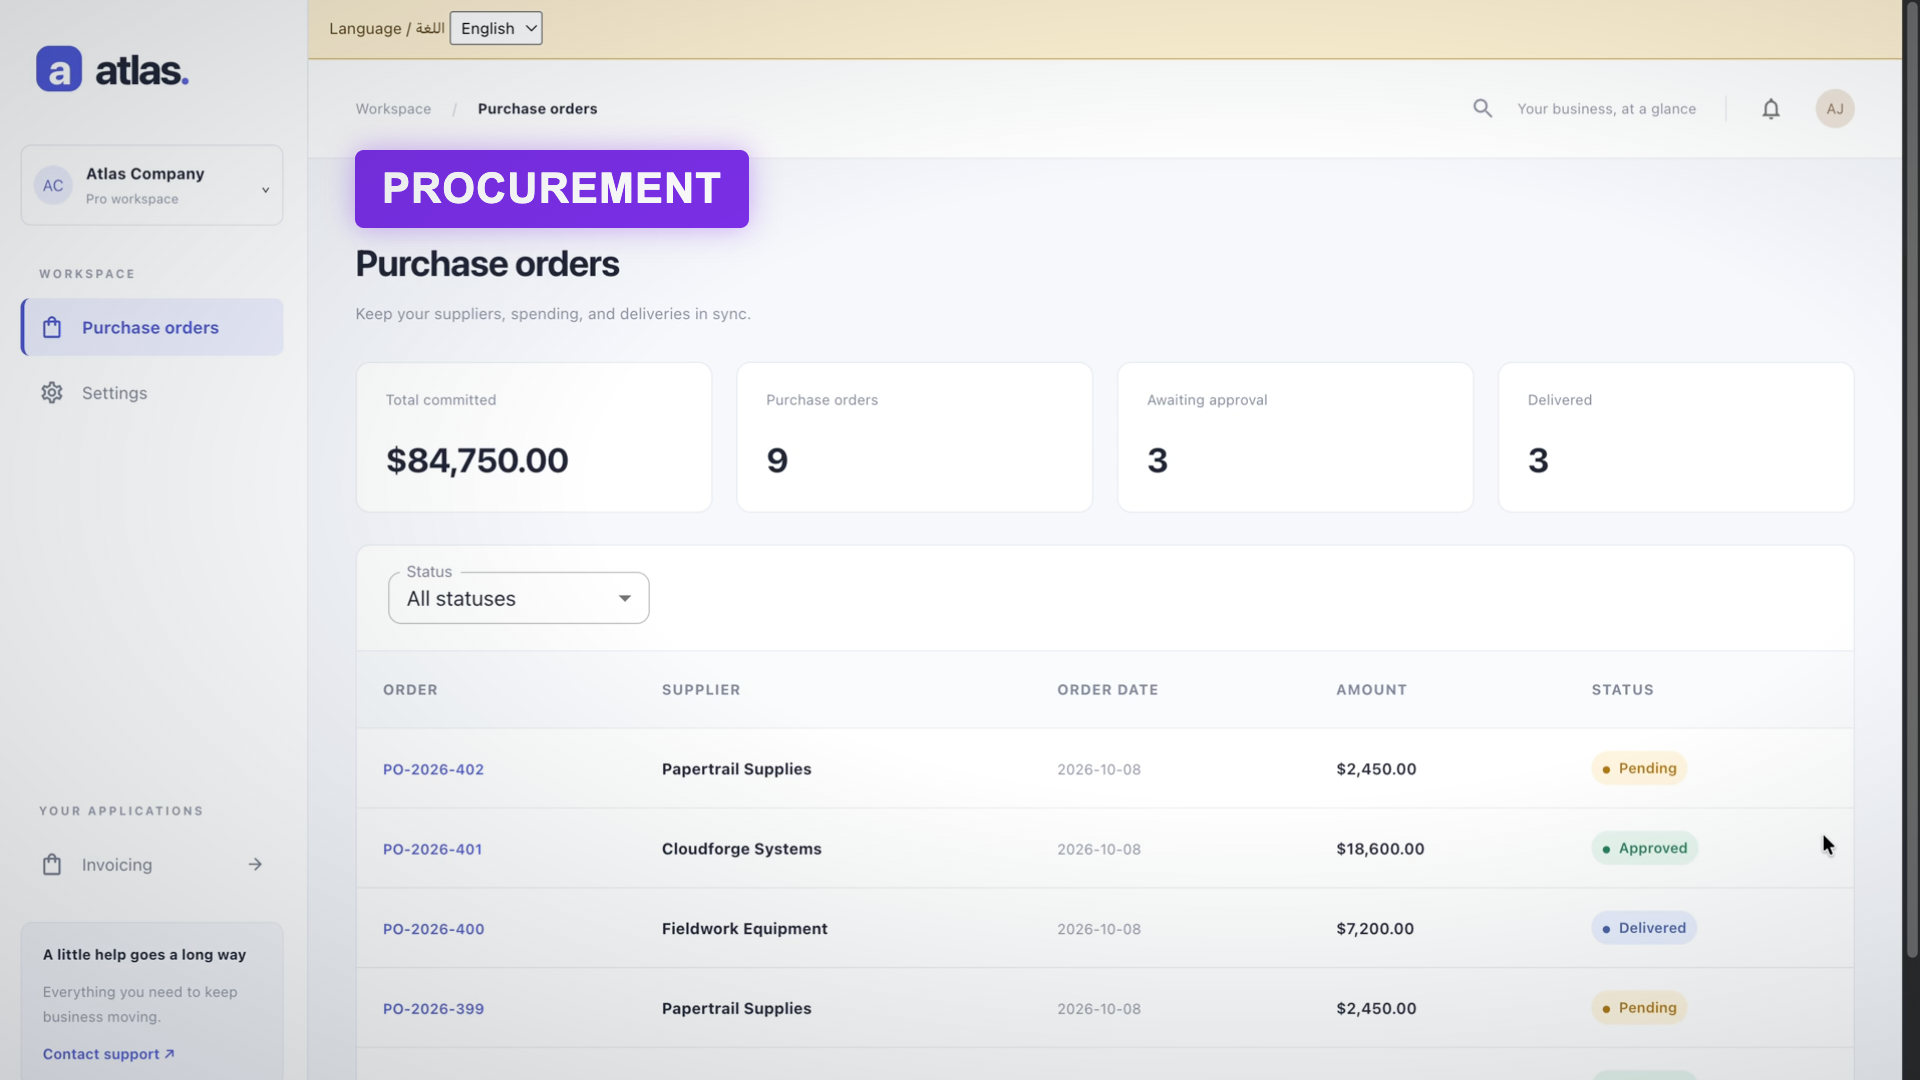 a atlas.
Language / اللغة English
Workspace / Purchase orders
Your business, at a glance
AJ
AC
Atlas Company
Pro workspace
WORKSPACE
Purchase orders
Settings
YOUR APPLICATIONS
Invoicing
A little help goes a long way
Everything you need to keep
business moving.
Contact support
PROCUREMENT
Purchase orders
Keep your suppliers, spending, and deliveries in sync.
Total committed
$84,750.00
Purchase orders
9
Awaiting approval
3
Delivered
3
Status
All statuses
ORDER SUPPLIER ORDER DATE AMOUNT STATUS
PO-2026-402 Papertrail Supplies 2026-10-08 $2,450.00 Pending
PO-2026-401 Cloudforge Systems 2026-10-08 $18,600.00 Approved
PO-2026-400 Fieldwork Equipment 2026-10-08 $7,200.00 Delivered
PO-2026-399 Papertrail Supplies 2026-10-08 $2,450.00 Pending